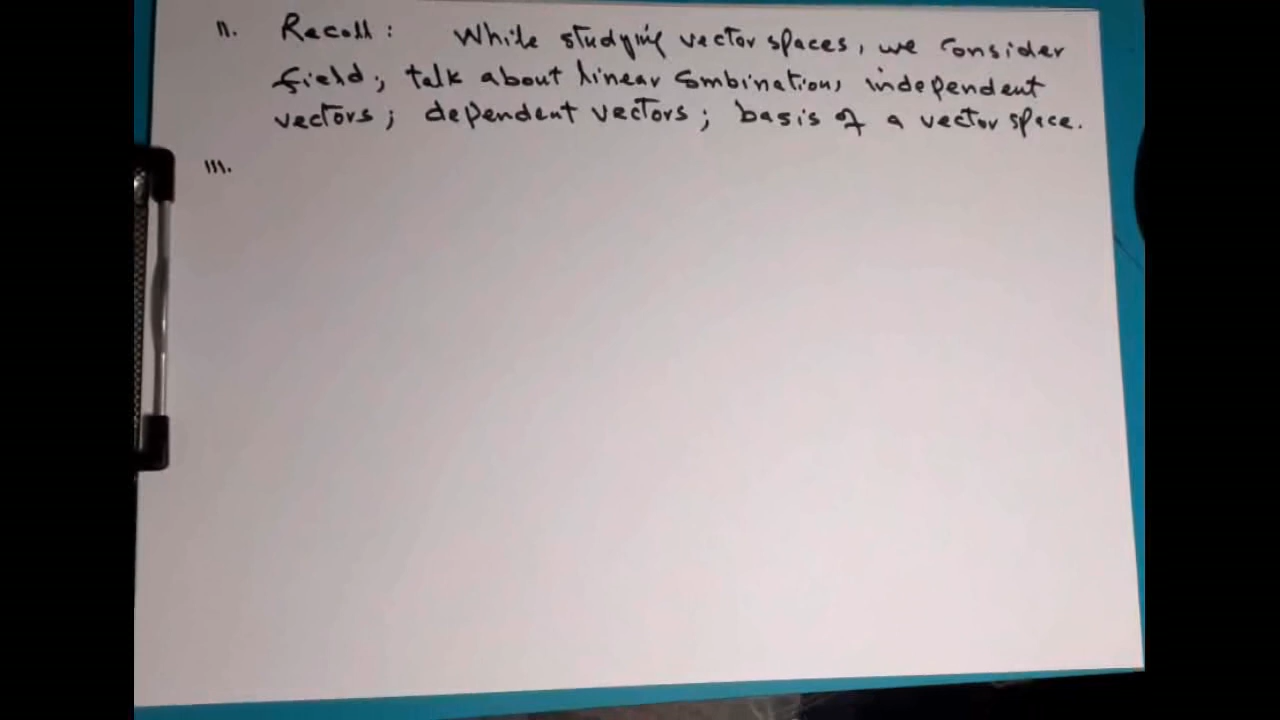 II. Recall: While studying vector spaces, we consider
field; talk about linear combination, independent
vectors; dependent vectors; basis of a vector space.
III.